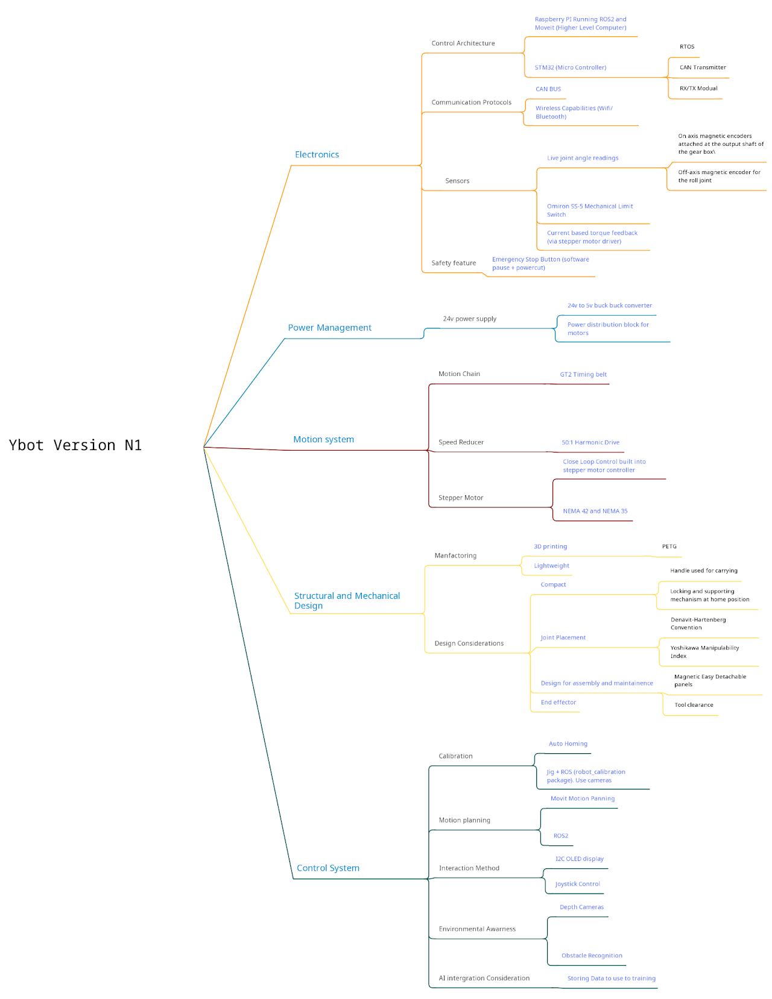 Ybot Version N1
Electronics
Control Architecture
Raspberry PI Running ROS2 and
Moveit (Higher Level Computer)
STM32 (Micro Controller)
RTOS
CAN Transmitter
RX/TX Modual
Communication Protocols
CAN BUS
Wireless Capabilities (Wifi/
Bluetooth)
Sensors
Live joint angle readings
On axis magnetic encoders
attached at the output shaft of
the gear box\
Off-axis magnetic encoder for
the roll joint
Omiron SS-5 Mechanical Limit
Switch
Current based torque feedback
(via stepper motor driver)
Safety feature
Emergency Stop Button (software
pause + powercut)
Power Management
24v power supply
24v to 5v buck buck converter
Power distribution block for
motors
Motion system
Motion Chain
GT2 Timing belt
Speed Reducer
50:1 Harmonic Drive
Stepper Motor
Close Loop Control built into
stepper motor controller
NEMA 42 and NEMA 35
Structural and Mechanical
Design
Manfactoring
3D printing
PETG
Lightweight
Design Considerations
Compact
Handle used for carrying
Locking and supporting
mechanism at home position
Joint Placement
Denavit-Hartenberg
Convention
Yoshikawa Manipulability
Index
Design for assembly and maintainence
Magnetic Easy Detachable
panels
Tool clearance
End effector
Control System
Calibration
Auto Homing
Jig + ROS (robot_calibration
package). Use cameras
Motion planning
Movit Motion Panning
ROS2
Interaction Method
I2C OLED display
Joystick Control
Environmental Awarness
Depth Cameras
Obstacle Recognition
AI intergration Consideration
Storing Data to use to training